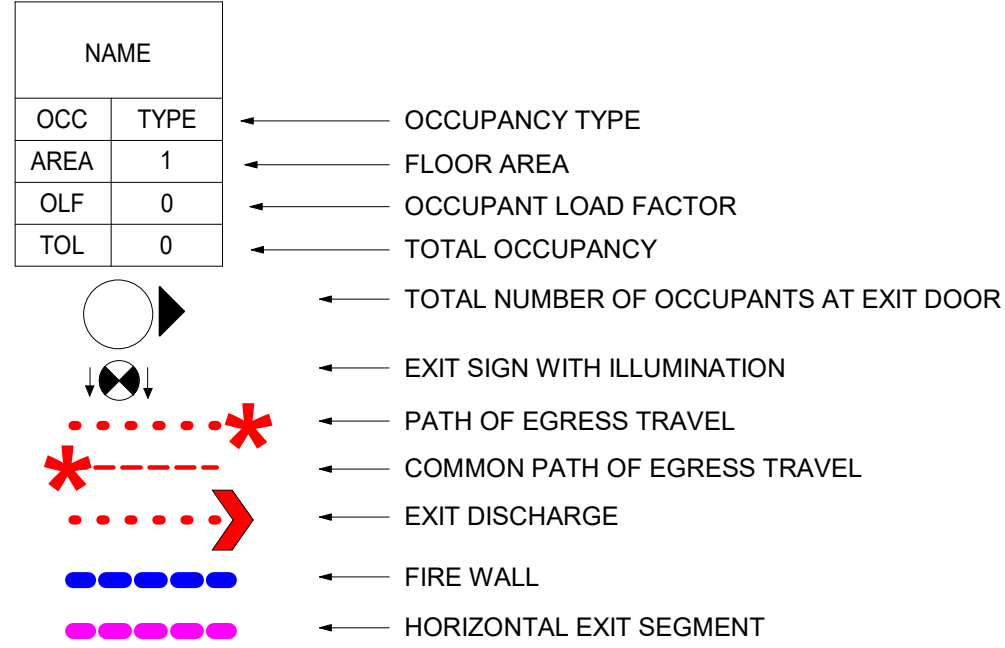 NAME
OCC TYPE OCCUPANCY TYPE
AREA 1 FLOOR AREA
OLF 0 OCCUPANT LOAD FACTOR
TOL 0 TOTAL OCCUPANCY
TOTAL NUMBER OF OCCUPANTS AT EXIT DOOR
EXIT SIGN WITH ILLUMINATION
PATH OF EGRESS TRAVEL
COMMON PATH OF EGRESS TRAVEL
EXIT DISCHARGE
FIRE WALL
HORIZONTAL EXIT SEGMENT